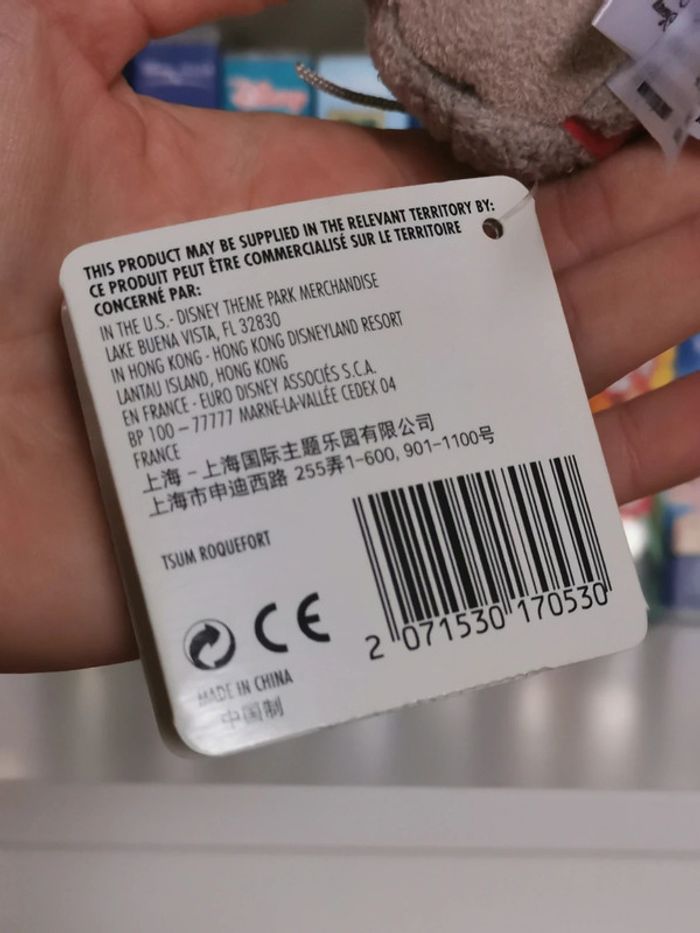 THIS PRODUCT MAY BE SUPPLIED IN THE RELEVANT TERRITORY BY:
CE PRODUIT PEUT ÊTRE COMMERCIALISÉ SUR LE TERRITOIRE
CONCERNÉ PAR:
IN THE U.S.- DISNEY THEME PARK MERCHANDISE
LAKE BUENA VISTA, FL 32830
IN HONG KONG - HONG KONG DISNEYLAND RESORT
LANTAU ISLAND, HONG KONG
EN FRANCE - EURO DISNEY ASSOCIÉS S.C.A.
BP 100 – 77777 MARNE-LA-VALLÉE CEDEX 04
FRANCE
上海 - 上海国际主题乐园有限公司
上海市申迪西路 255弄1-600, 901-1100号
TSUM ROQUEFORT
CE
2 071530 170530
MADE IN CHINA
中国制
Disney